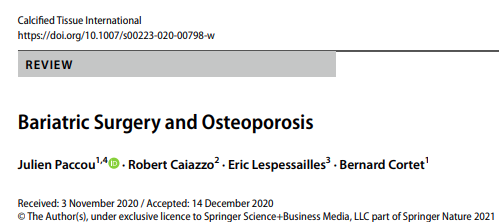 Calcified Tissue International
https://doi.org/10.1007/s00223-020-00798-w
REVIEW
Bariatric Surgery and Osteoporosis
Julien Paccou1,4 · Robert Caiazzo2 · Eric Lespessailles3 · Bernard Cortet1
Received: 3 November 2020 / Accepted: 14 December 2020
© The Author(s), under exclusive licence to Springer Science+Business Media, LLC part of Springer Nature 2021